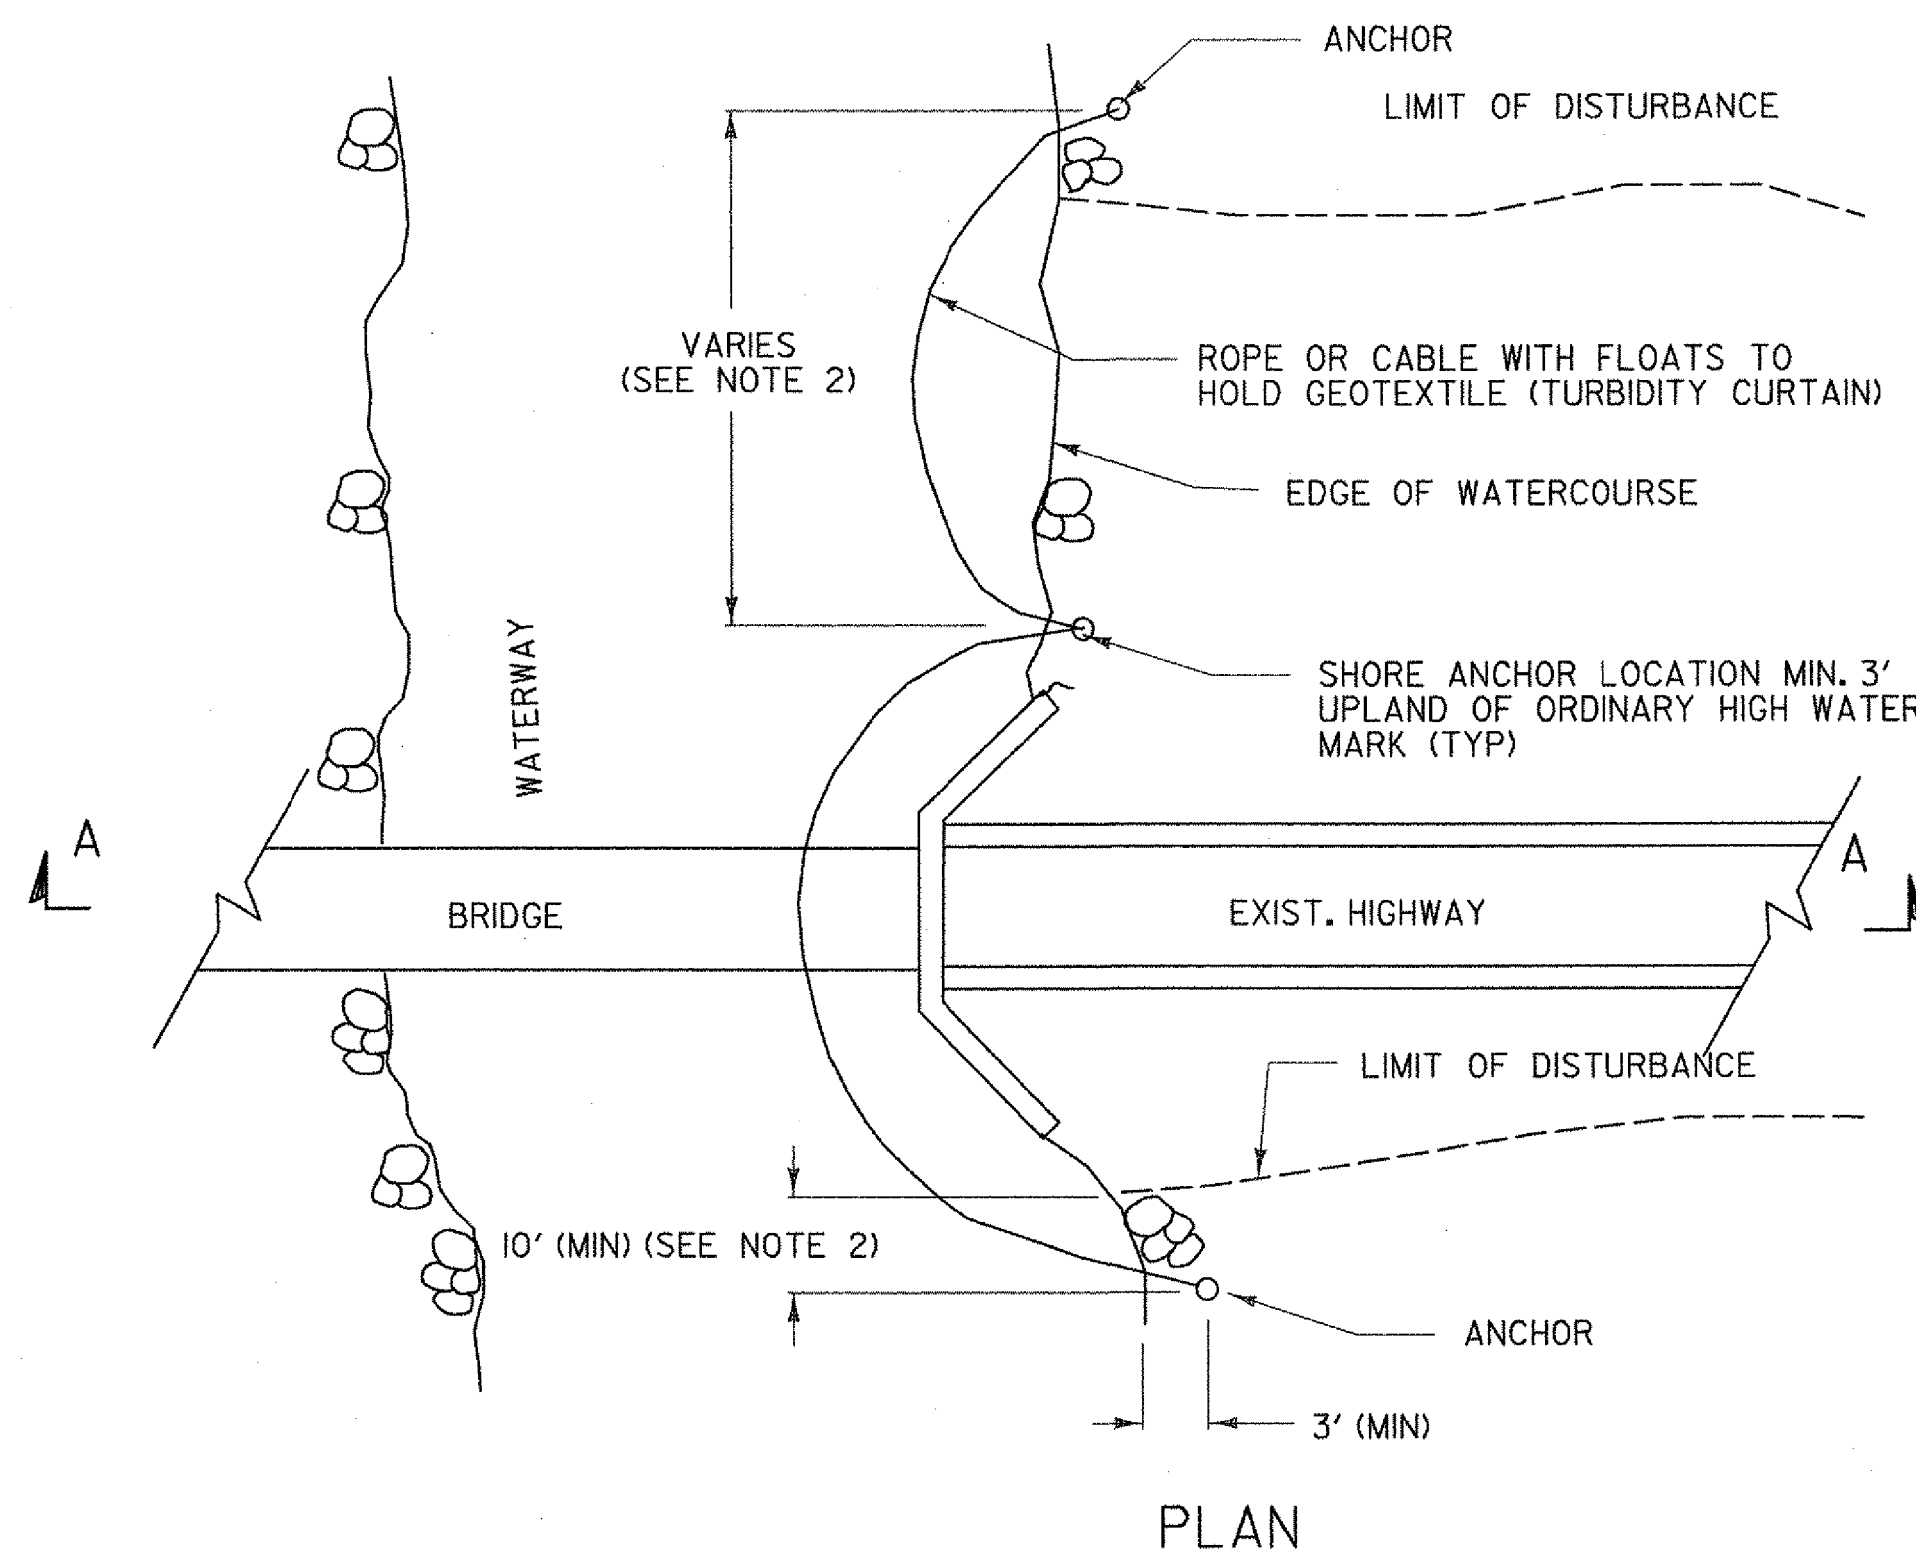 ANCHOR
LIMIT OF DISTURBANCE
VARIES
(SEE NOTE 2)
ROPE OR CABLE WITH FLOATS TO
HOLD GEOTEXTILE (TURBIDITY CURTAIN)
EDGE OF WATERCOURSE
WATERWAY
SHORE ANCHOR LOCATION MIN. 3'
UPLAND OF ORDINARY HIGH WATER
MARK (TYP)
A
A
BRIDGE
EXIST. HIGHWAY
LIMIT OF DISTURBANCE
10' (MIN) (SEE NOTE 2)
ANCHOR
3' (MIN)
PLAN